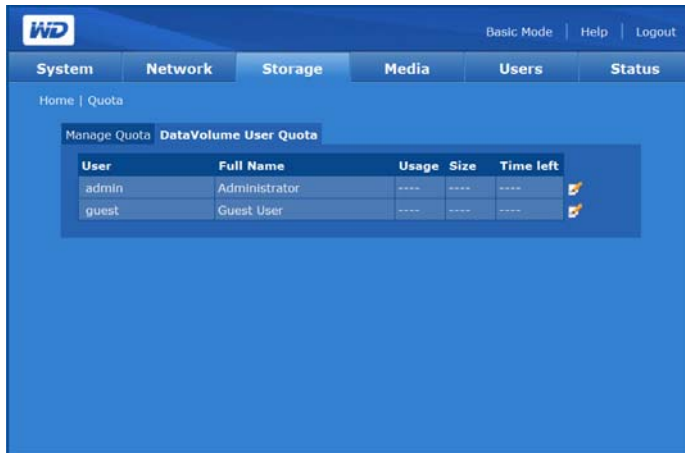 WD
Basic Mode | Help | Logout
System Network Storage Media Users Status
Home | Quota
Manage Quota DataVolume User Quota
User Full Name Usage Size Time left
admin Administrator ---- ---- ----
guest Guest User ---- ---- ----